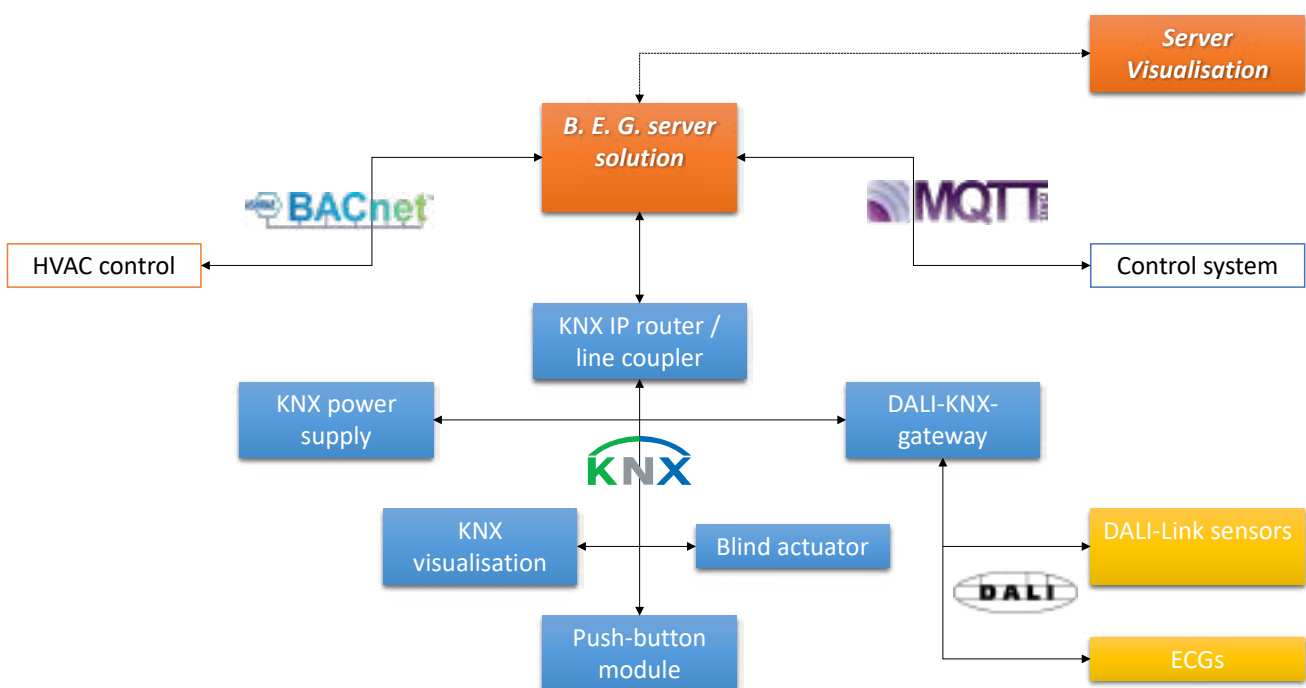 Server
Visualisation
B. E. G. server
solution
BACnet
MQTT
HVAC control
Control system
KNX IP router /
line coupler
KNX power
supply
DALI-KNX-
gateway
KNX
KNX
visualisation
Blind actuator
DALI-Link sensors
DALI
Push-button
module
ECGs